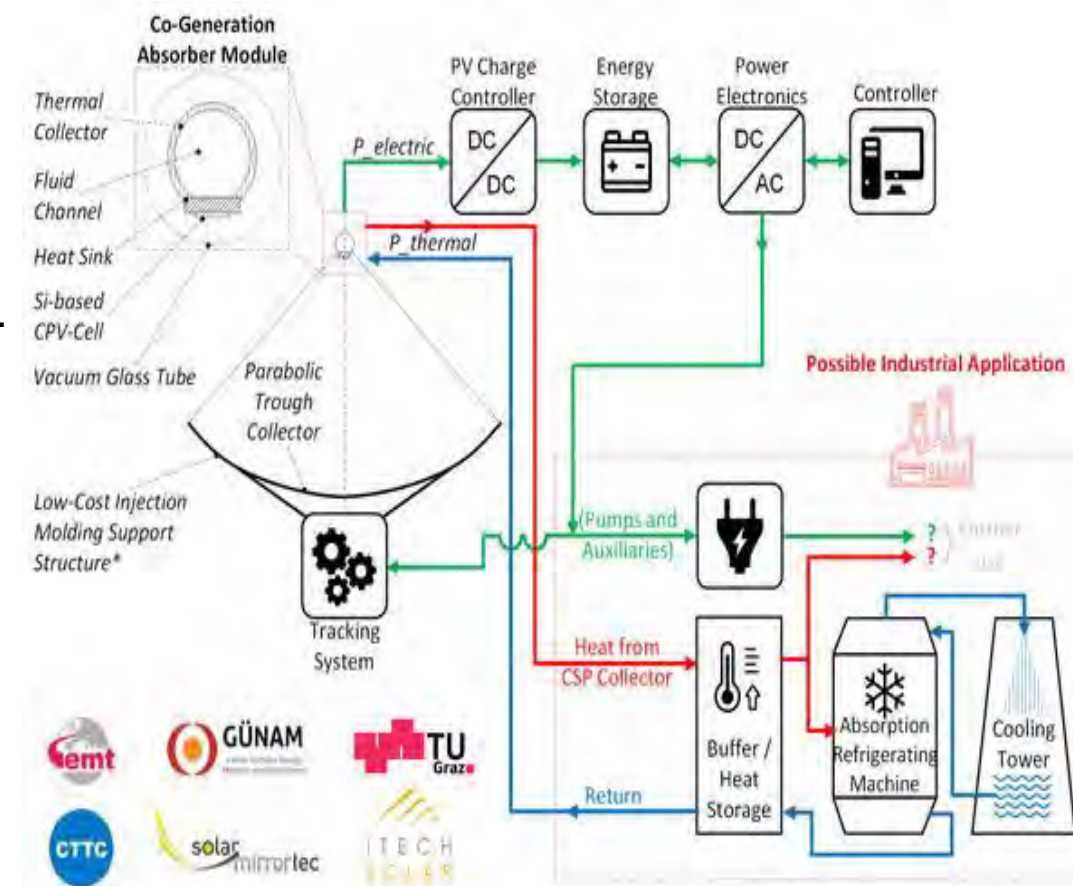 Co-Generation
Absorber Module
Thermal
Collector
Fluid
Channel
Heat Sink
Si-based
CPV-Cell
Vacuum Glass Tube
PV Charge
Controller
Energy
Storage
Power
Electronics
Controller
DC
DC
DC
AC
P_electric
P_thermal
Parabolic
Trough
Collector
Low-Cost Injection
Molding Support
Structure*
Tracking
System
Possible Industrial Application
(Pumps and
Auxiliaries)
?
?
Heat from
CSP Collector
Return
Buffer /
Heat
Storage
Absorption
Refrigerating
Machine
Cooling
Tower
emt
GÜNAM
TU
Graz
CTTC
solar
mirrortec
ITECH